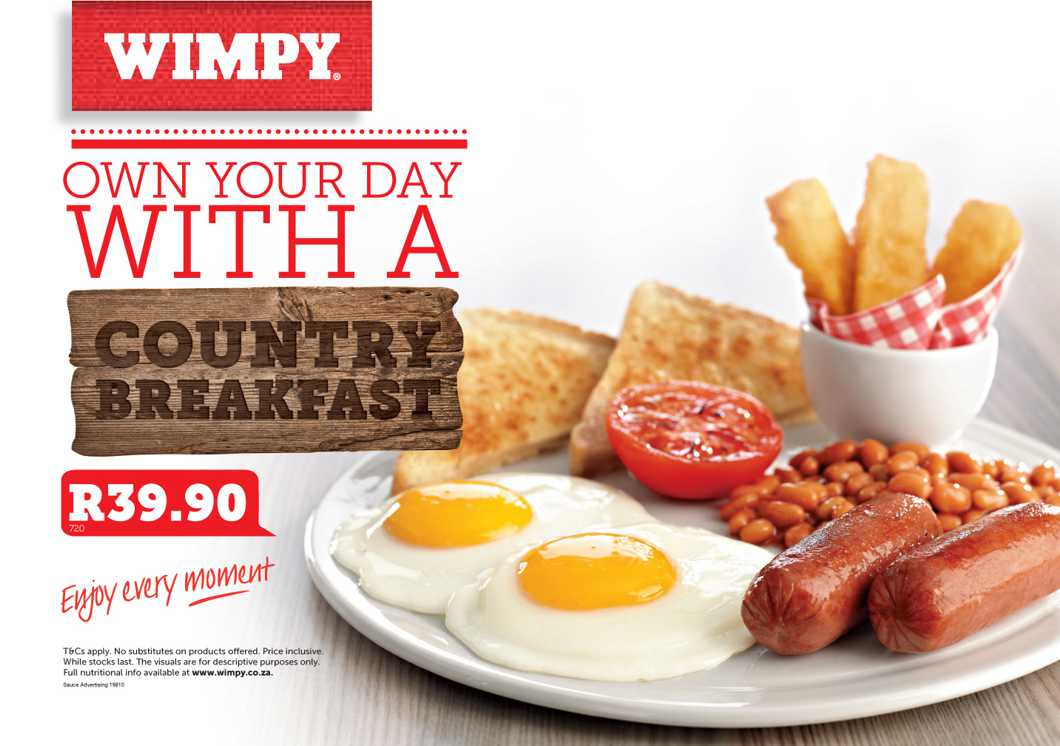 WIMPY®
OWN YOUR DAY
WITH A
COUNTRY
BREAKFAST
R39.90
720
Enjoy every moment
T&Cs apply. No substitutes on products offered. Price inclusive.
While stocks last. The visuals are for descriptive purposes only.
Full nutritional info available at www.wimpy.co.za.
Sauce Advertising 19810